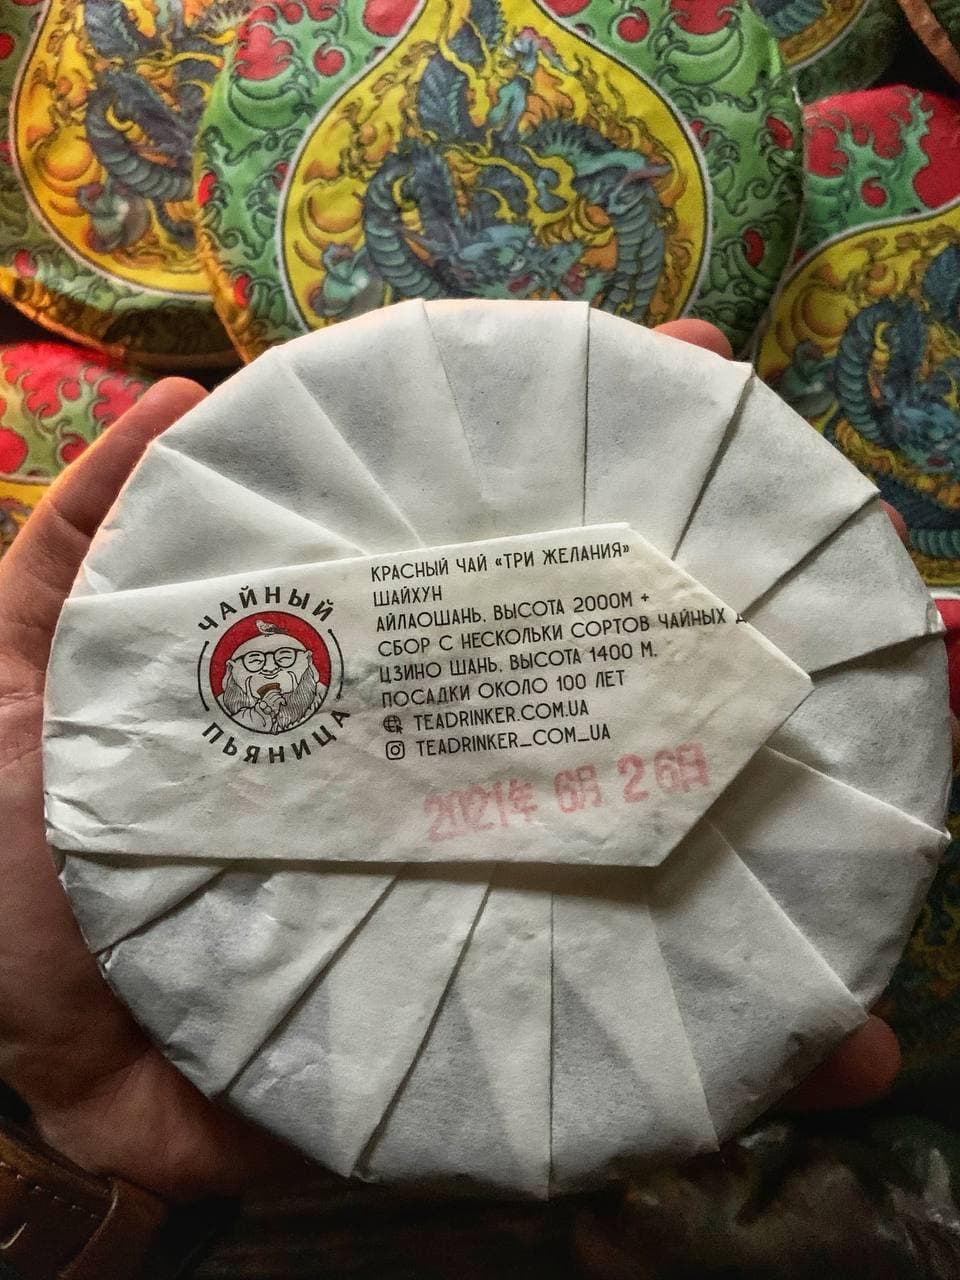 ЧАЙНЫЙ
ПЬЯНИЦА
КРАСНЫЙ ЧАЙ «ТРИ ЖЕЛАНИЯ»
ШАЙХУН
АЙЛАОШАНЬ. ВЫСОТА 2000М +
СБОР С НЕСКОЛЬКИ СОРТОВ ЧАЙНЫХ
ЦЗИНО ШАНЬ. ВЫСОТА 1400 М.
ПОСАДКИ ОКОЛО 100 ЛЕТ
TEADRINKER.COM.UA
TEADRINKER_COM_UA
2021年 6月 26日